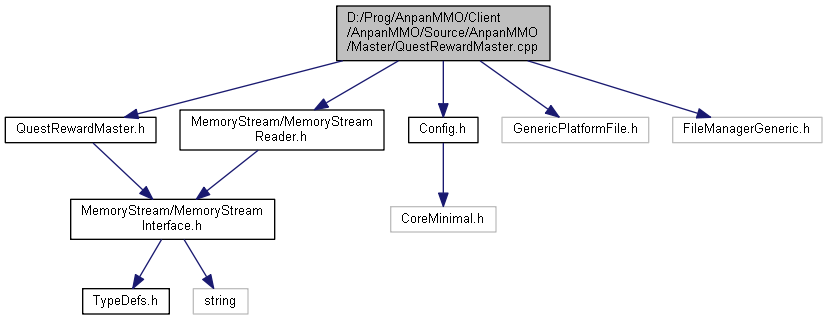 D:/Prog/AnpanMMO/Client
/AnpanMMO/Source/AnpanMMO
/Master/QuestRewardMaster.cpp
QuestRewardMaster.h
MemoryStream/MemoryStream
Reader.h
Config.h
GenericPlatformFile.h
FileManagerGeneric.h
MemoryStream/MemoryStream
Interface.h
CoreMinimal.h
TypeDefs.h
string